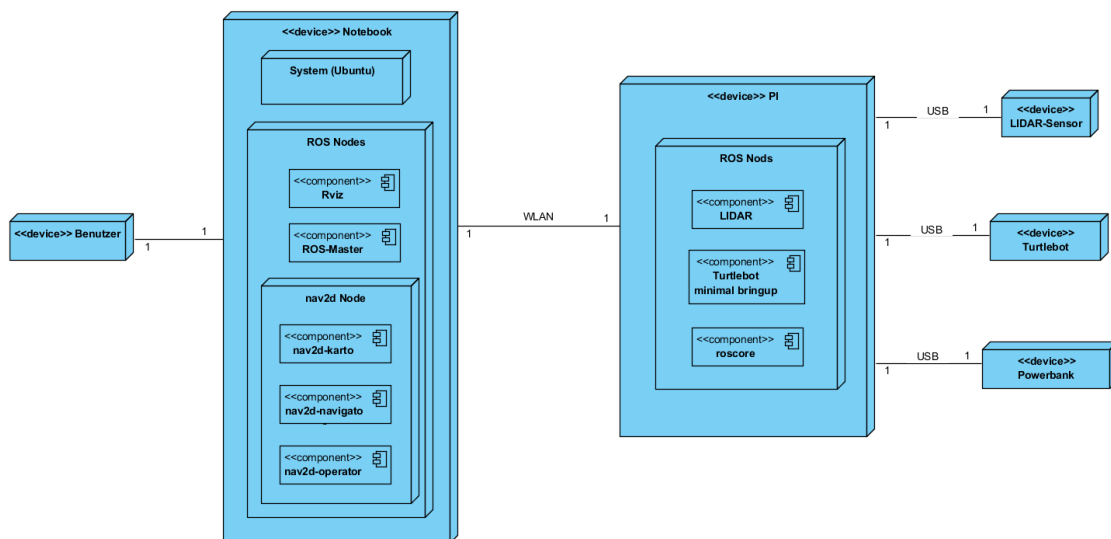 <<device>> Notebook
System (Ubuntu)
ROS Nodes
<<component>>
Rviz
<<component>>
ROS-Master
nav2d Node
<<component>>
nav2d-karto
<<component>>
nav2d-navigato
<<component>>
nav2d-operator
<<device>> Benutzer
1
1
WLAN
1
1
<<device>> PI
ROS Nods
<<component>>
LIDAR
<<component>>
Turtlebot
minimal bringup
<<component>>
roscore
USB
1
1
<<device>>
LIDAR-Sensor
USB
1
1
<<device>>
Turtlebot
USB
1
1
<<device>>
Powerbank